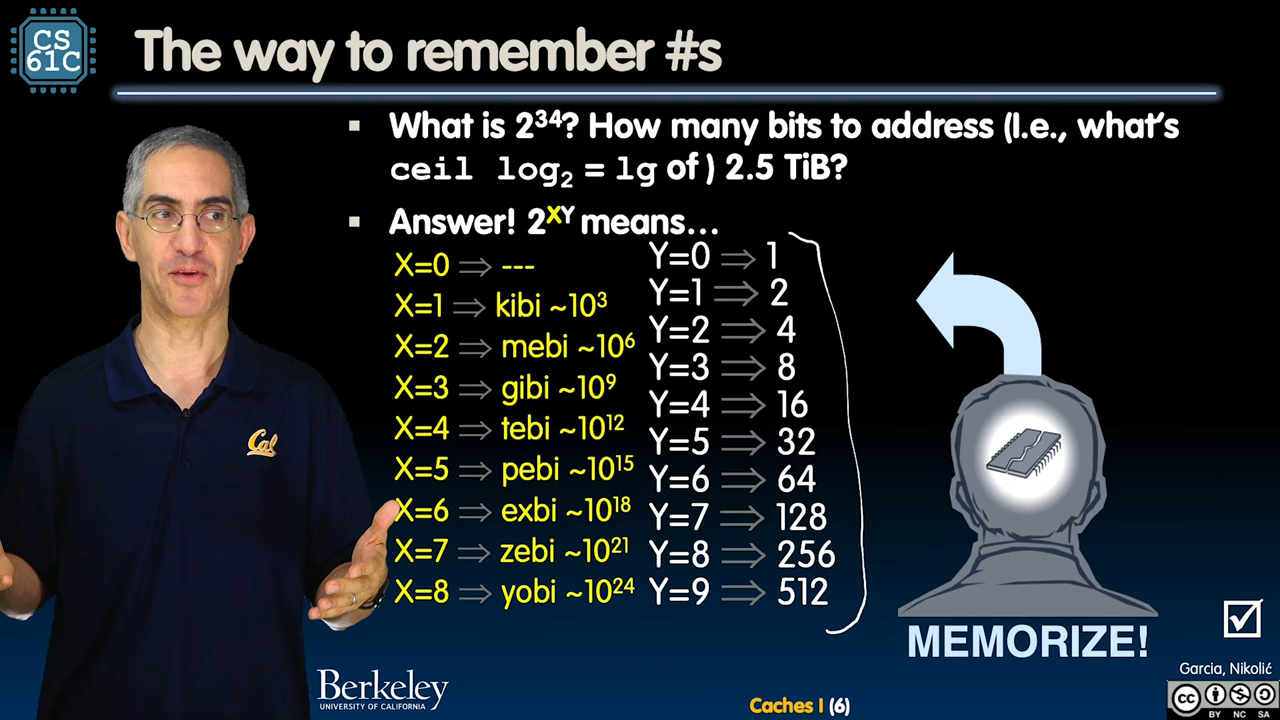 CS
61C
The way to remember #s
▪ What is 2³⁴? How many bits to address (I.e., what's
ceil log₂ = lg of ) 2.5 TiB?
▪ Answer! 2ˣʸ means…
X=0 ⇒ ---
X=1 ⇒ kibi ~10³
X=2 ⇒ mebi ~10⁶
X=3 ⇒ gibi ~10⁹
X=4 ⇒ tebi ~10¹²
X=5 ⇒ pebi ~10¹⁵
X=6 ⇒ exbi ~10¹⁸
X=7 ⇒ zebi ~10²¹
X=8 ⇒ yobi ~10²⁴
Y=0 ⇒ 1
Y=1 ⇒ 2
Y=2 ⇒ 4
Y=3 ⇒ 8
Y=4 ⇒ 16
Y=5 ⇒ 32
Y=6 ⇒ 64
Y=7 ⇒ 128
Y=8 ⇒ 256
Y=9 ⇒ 512
MEMORIZE!
Cal
Berkeley
UNIVERSITY OF CALIFORNIA
Caches I (6)
Garcia, Nikolić
cc
BY NC SA